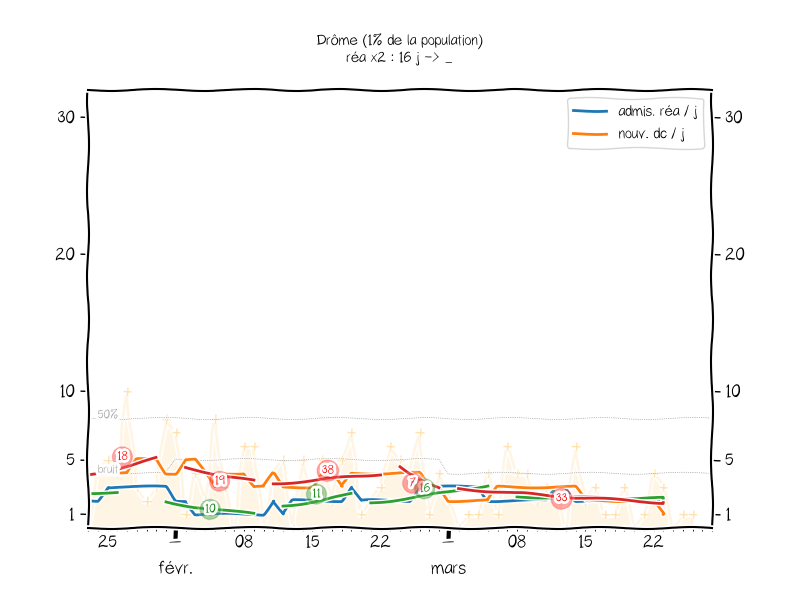 Drôme (1% de la population)
réa x2 : 16 j -> _
30 30
admis. réa / j
nouv. dc / j
20 20
10 10
50%
18
5 5
bruit
38
19
7 16
11
33
10
1 1
25 1 08 15 22 1 08 15 22
févr. mars